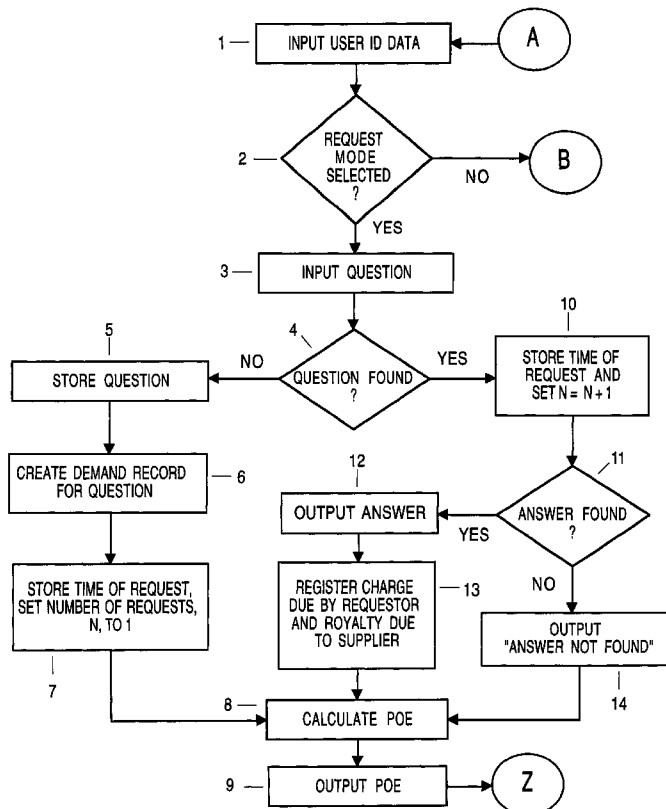 1
INPUT USER ID DATA
A
2
REQUEST
MODE
SELECTED
?
NO
B
YES
3
INPUT QUESTION
4
QUESTION FOUND
?
NO
YES
5
STORE QUESTION
10
STORE TIME OF
REQUEST AND
SET N = N + 1
6
CREATE DEMAND RECORD
FOR QUESTION
11
ANSWER FOUND
?
YES
NO
12
OUTPUT ANSWER
7
STORE TIME OF REQUEST,
SET NUMBER OF REQUESTS,
N, TO 1
13
REGISTER CHARGE
DUE BY REQUESTOR
AND ROYALTY DUE
TO SUPPLIER
OUTPUT
"ANSWER NOT FOUND"
14
8
CALCULATE POE
9
OUTPUT POE
Z